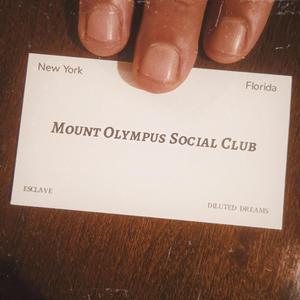 New York
Florida
Mount Olympus Social Club
ESCLAVE
DILUTED DREAMS